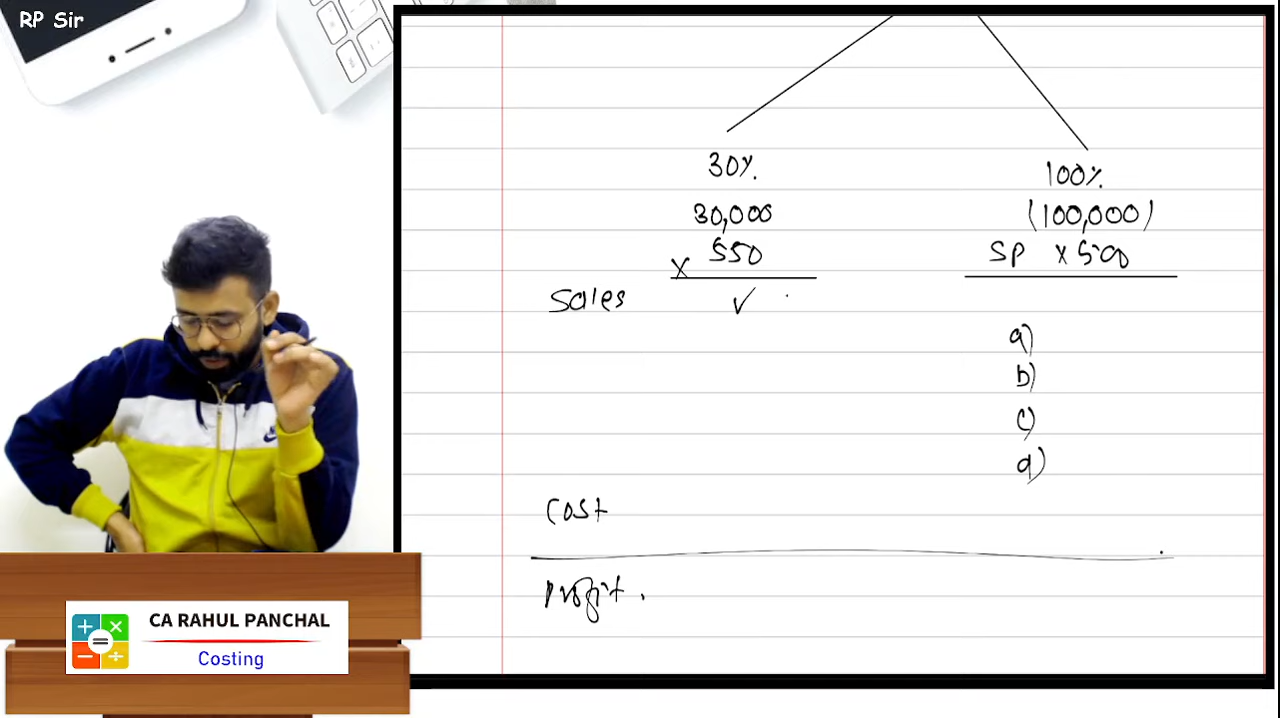 RP Sir
30%. 100%.
30,000 (100,000)
x 550 SP x 500
Sales ✓
a)
b)
c)
d)
Cost
Profit.
CA RAHUL PANCHAL
Costing